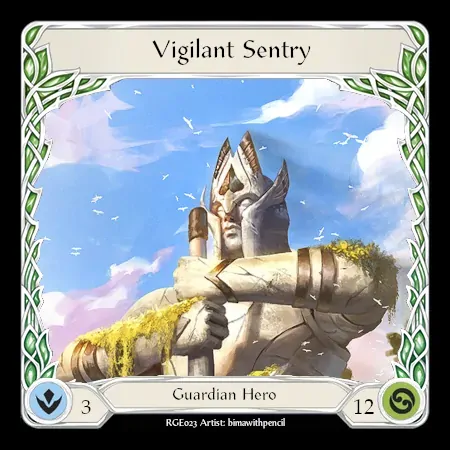 Vigilant Sentry
Guardian Hero
3
12
RGE023 Artist: bimawithpencil